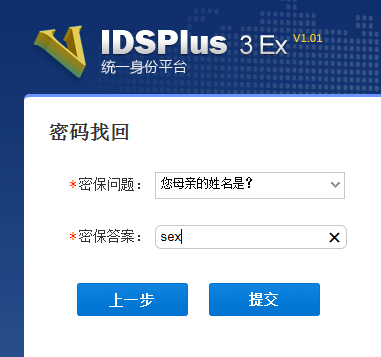 IDSPlus 3 Ex V1.01
统一身份平台
密码找回
*密保问题： 您母亲的姓名是？
*密保答案： sex
上一步 提交